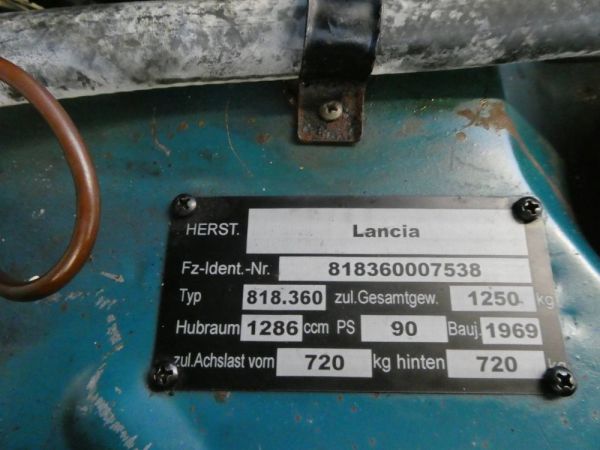 HERST. Lancia
Fz-Ident.-Nr. 818360007538
Typ 818.360 zul.Gesamtgew. 1250 kg
Hubraum 1286 ccm PS 90 Bauj. 1969
zul.Achslast vorn 720 kg hinten 720 kg